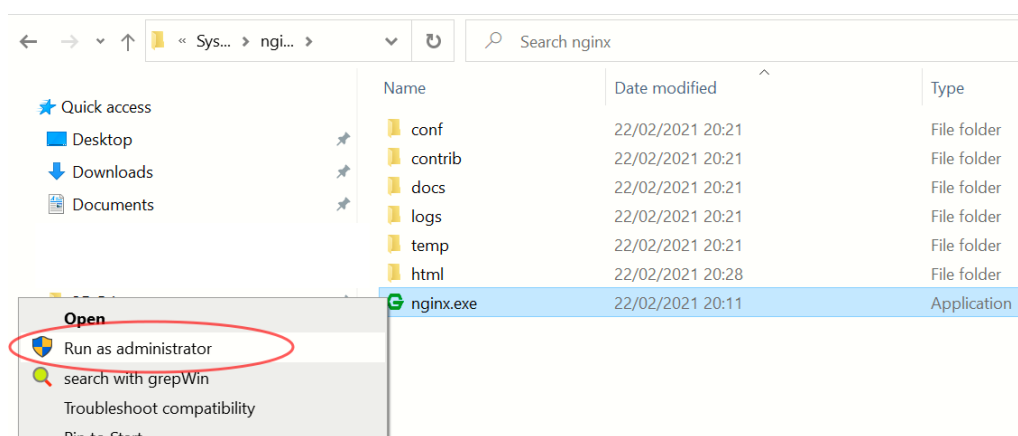 « Sys... > ngi... >
Search nginx
Name Date modified Type
Quick access
Desktop
Downloads
Documents
conf 22/02/2021 20:21 File folder
contrib 22/02/2021 20:21 File folder
docs 22/02/2021 20:21 File folder
logs 22/02/2021 20:21 File folder
temp 22/02/2021 20:21 File folder
html 22/02/2021 20:28 File folder
nginx.exe 22/02/2021 20:11 Application
Open
Run as administrator
search with grepWin
Troubleshoot compatibility
Pin to Start